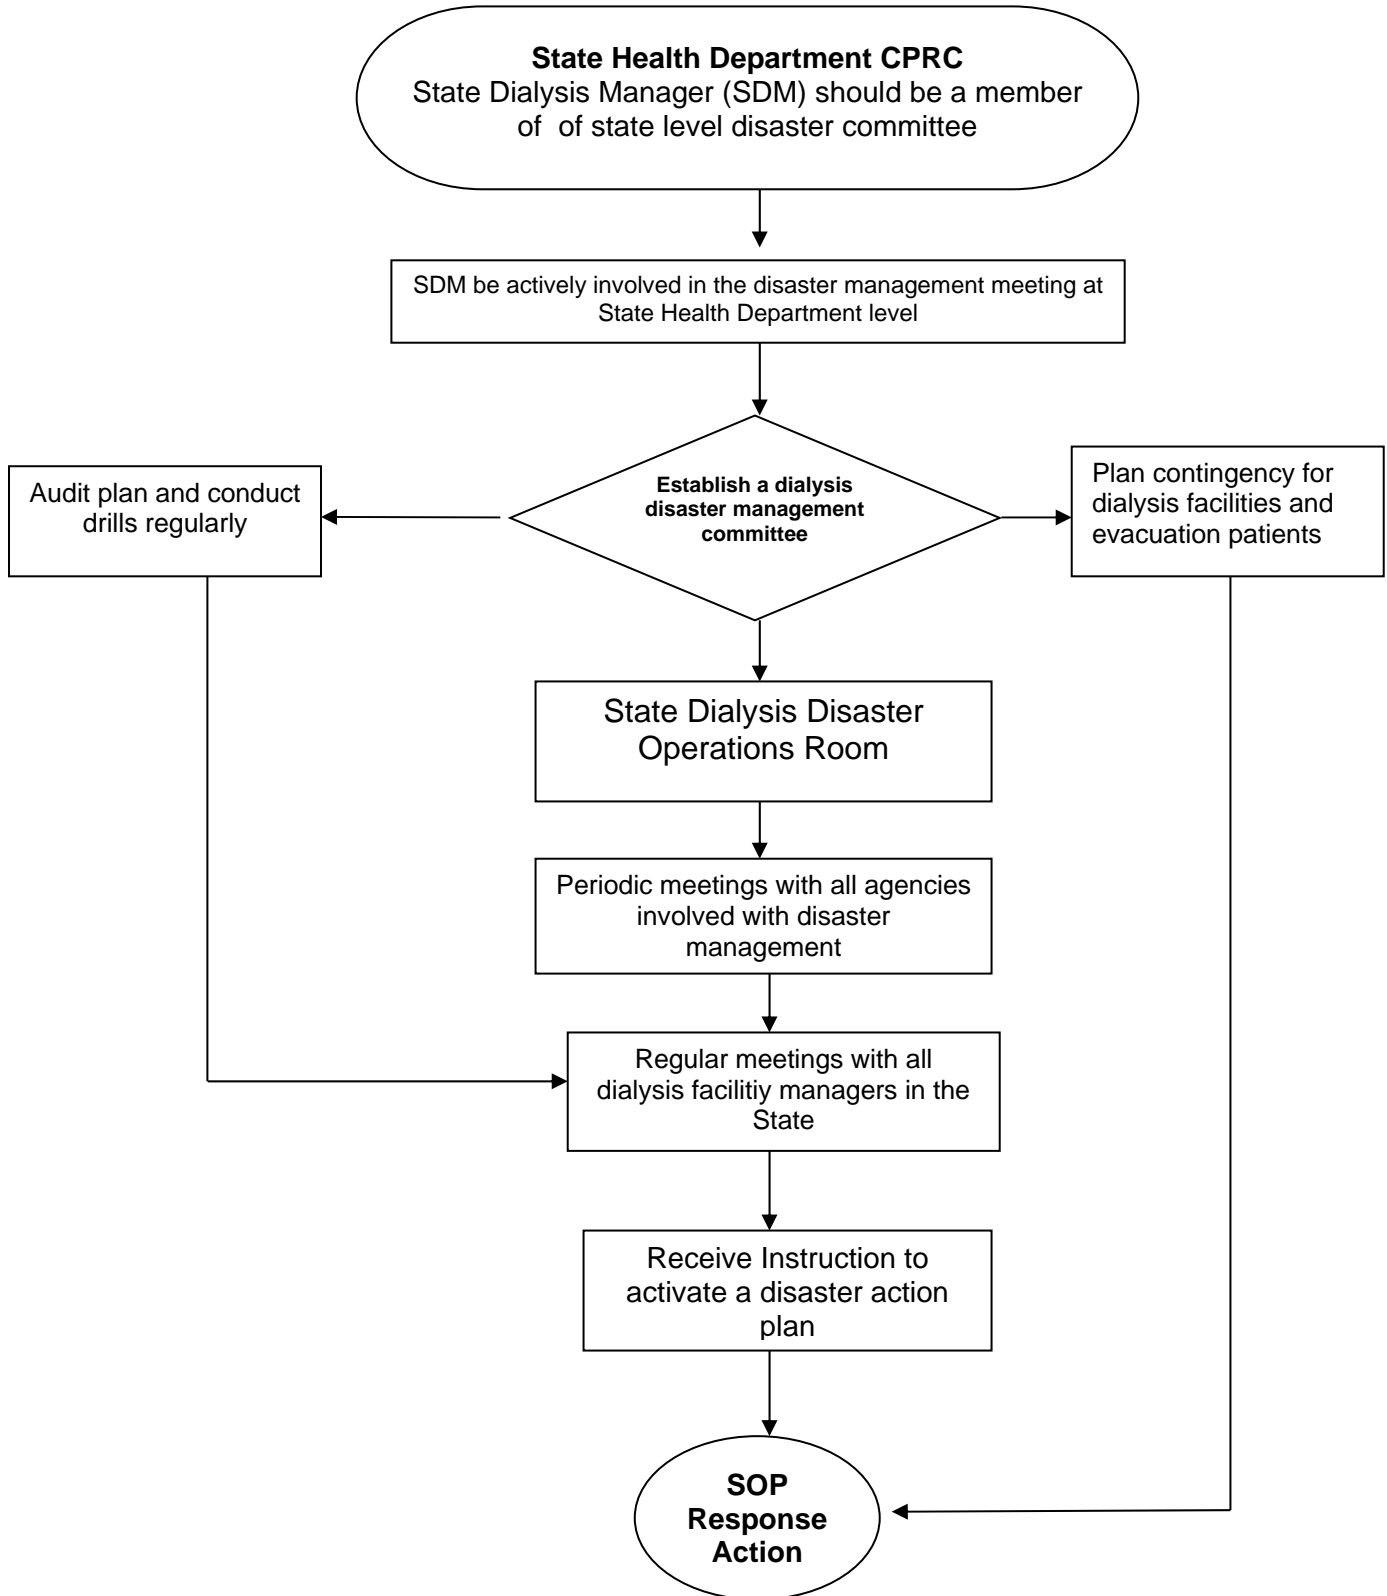 State Health Department CPRC
State Dialysis Manager (SDM) should be a member
of of state level disaster committee
SDM be actively involved in the disaster management meeting at
State Health Department level
Establish a dialysis
disaster management
committee
Audit plan and conduct
drills regularly
Plan contingency for
dialysis facilities and
evacuation patients
State Dialysis Disaster
Operations Room
Periodic meetings with all agencies
involved with disaster
management
Regular meetings with all
dialysis facilitiy managers in the
State
Receive Instruction to
activate a disaster action
plan
SOP
Response
Action